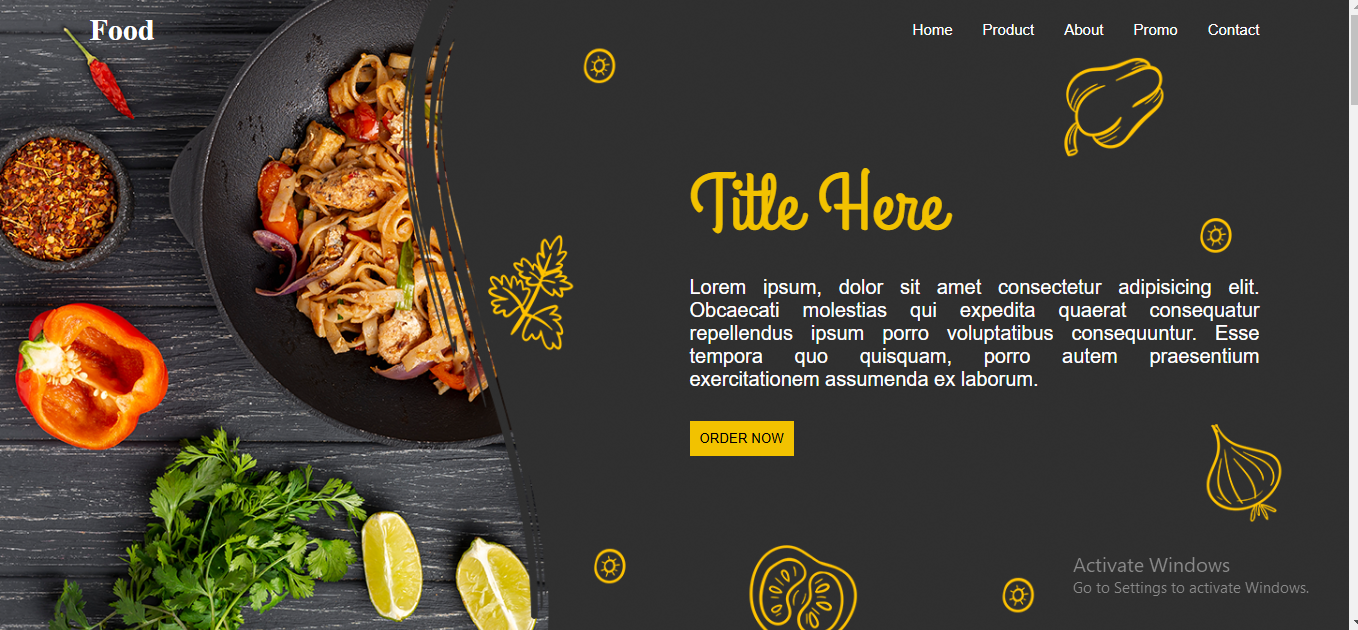 Food
Home Product About Promo Contact
Title Here
Lorem ipsum, dolor sit amet consectetur adipisicing elit.
Obcaecati molestias qui expedita quaerat consequatur
repellendus ipsum porro voluptatibus consequuntur. Esse
tempora quo quisquam, porro autem praesentium
exercitationem assumenda ex laborum.
ORDER NOW
Activate Windows
Go to Settings to activate Windows.